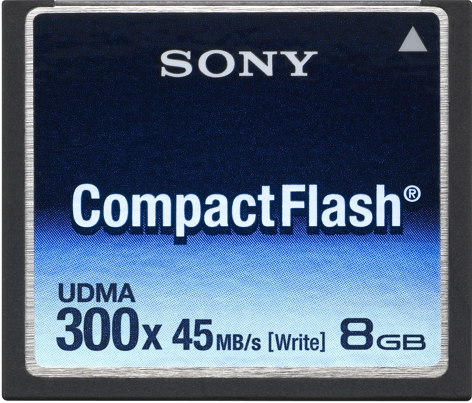 SONY
CompactFlash®
UDMA
300x 45MB/s [Write] 8GB